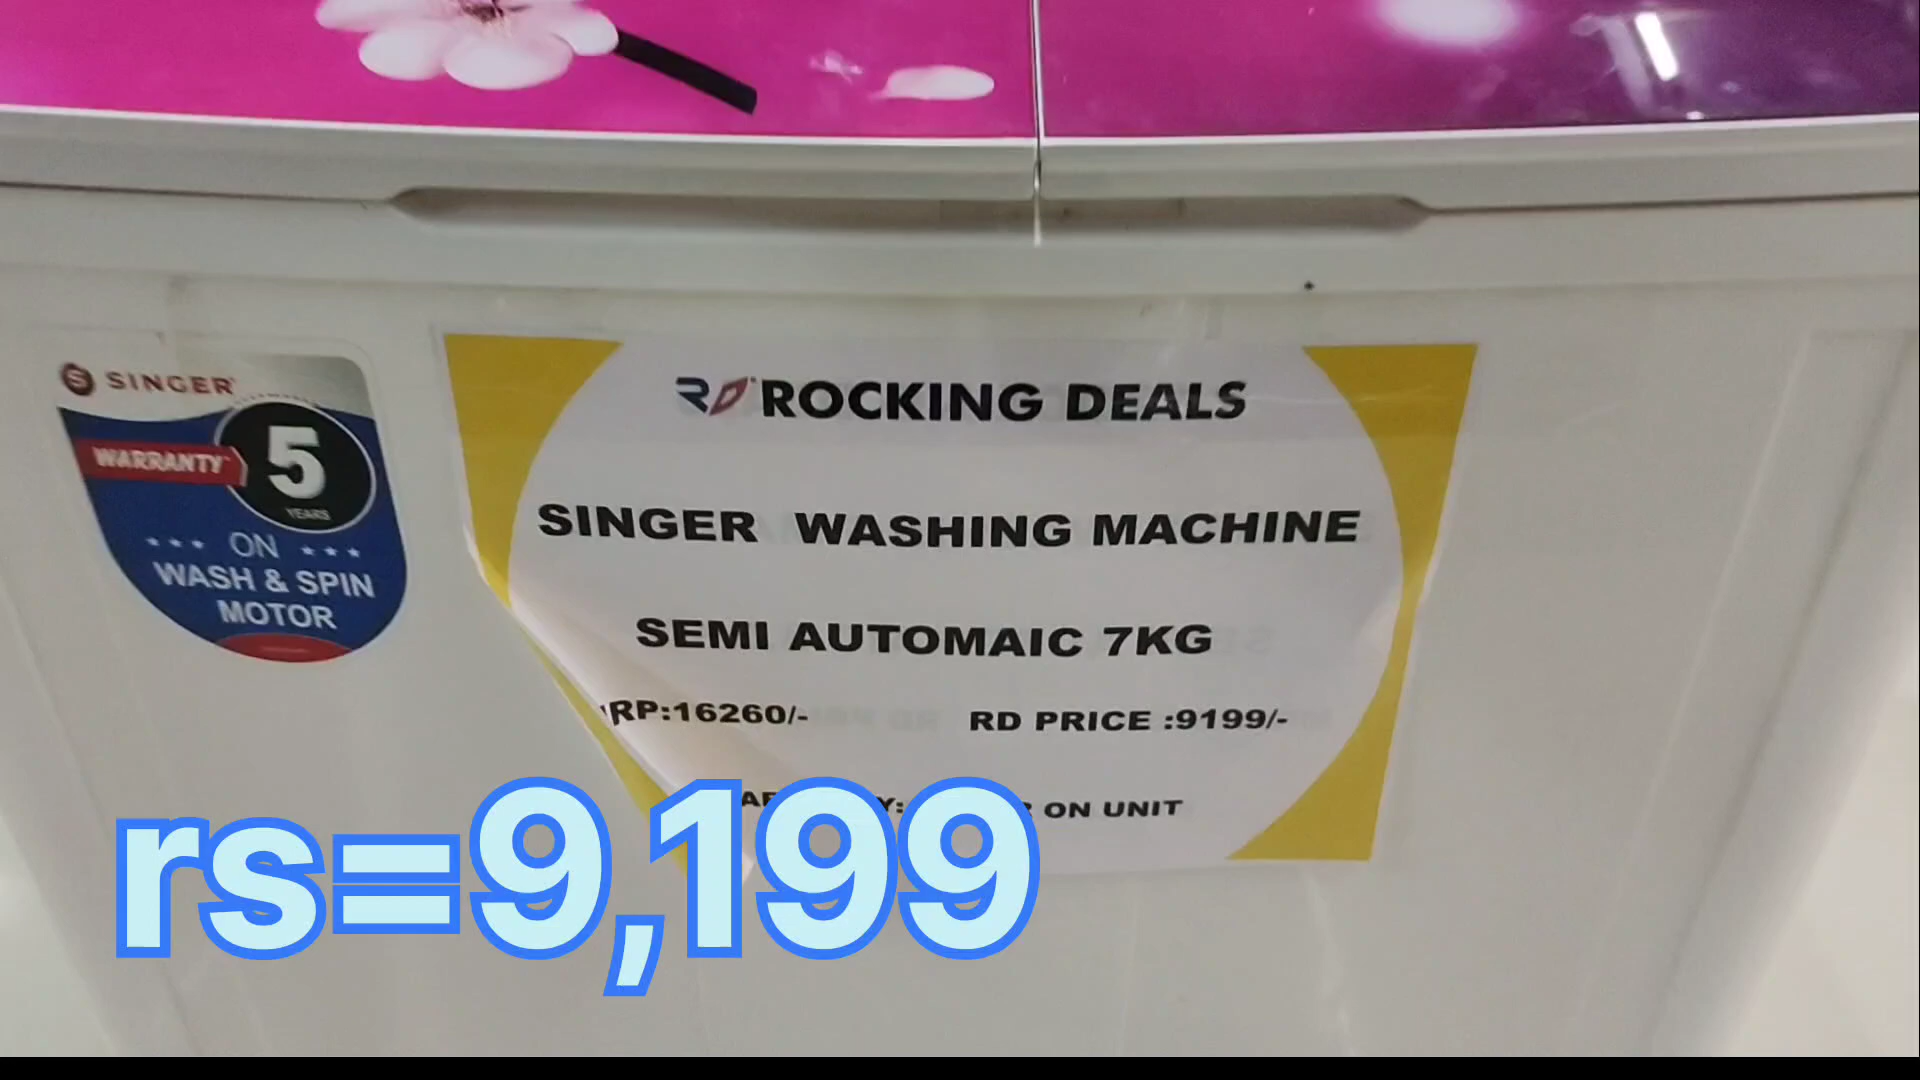 SINGER
WARRANTY
5
YEARS
ON
WASH & SPIN
MOTOR
RD ROCKING DEALS
SINGER WASHING MACHINE
SEMI AUTOMAIC 7KG
RP:16260/- RD PRICE :9199/-
ON UNIT
rs=9,199